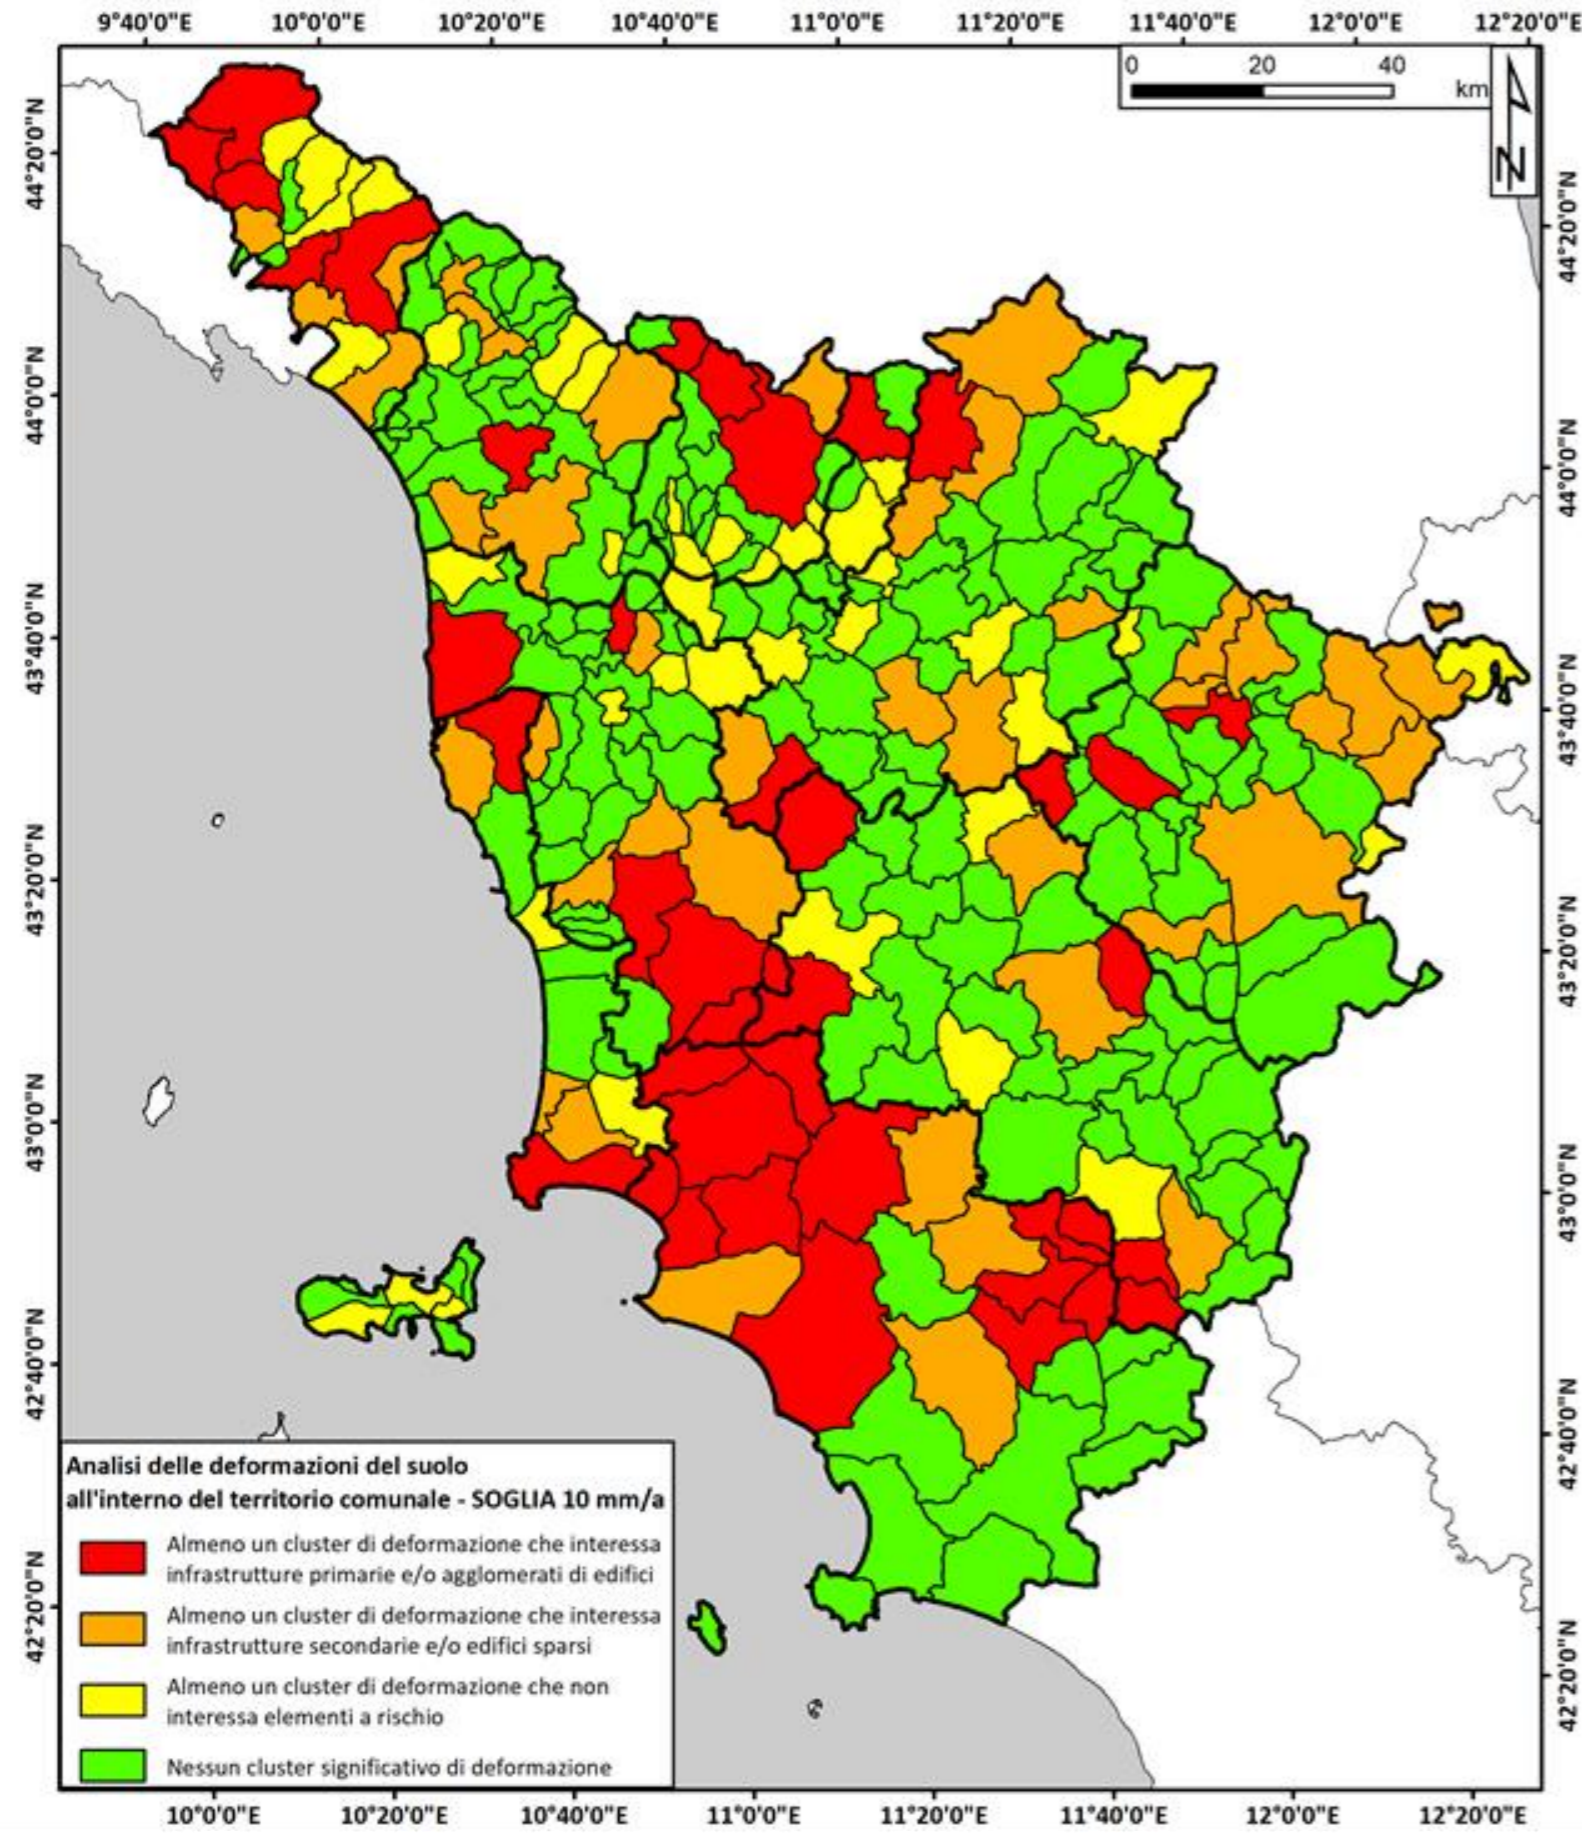 9°40'0"E 10°0'0"E 10°20'0"E 10°40'0"E 11°0'0"E 11°20'0"E 11°40'0"E 12°0'0"E 12°20'0"E
0 20 40
km
N
44°20'0"N
44°0'0"N
43°40'0"N
43°20'0"N
43°0'0"N
42°40'0"N
42°20'0"N
44°20'0"N
44°0'0"N
43°40'0"N
43°20'0"N
43°0'0"N
42°40'0"N
42°20'0"N
Analisi delle deformazioni del suolo
all'interno del territorio comunale - SOGLIA 10 mm/a
Almeno un cluster di deformazione che interessa
infrastrutture primarie e/o agglomerati di edifici
Almeno un cluster di deformazione che interessa
infrastrutture secondarie e/o edifici sparsi
Almeno un cluster di deformazione che non
interessa elementi a rischio
Nessun cluster significativo di deformazione
10°0'0"E 10°20'0"E 10°40'0"E 11°0'0"E 11°20'0"E 11°40'0"E 12°0'0"E 12°20'0"E